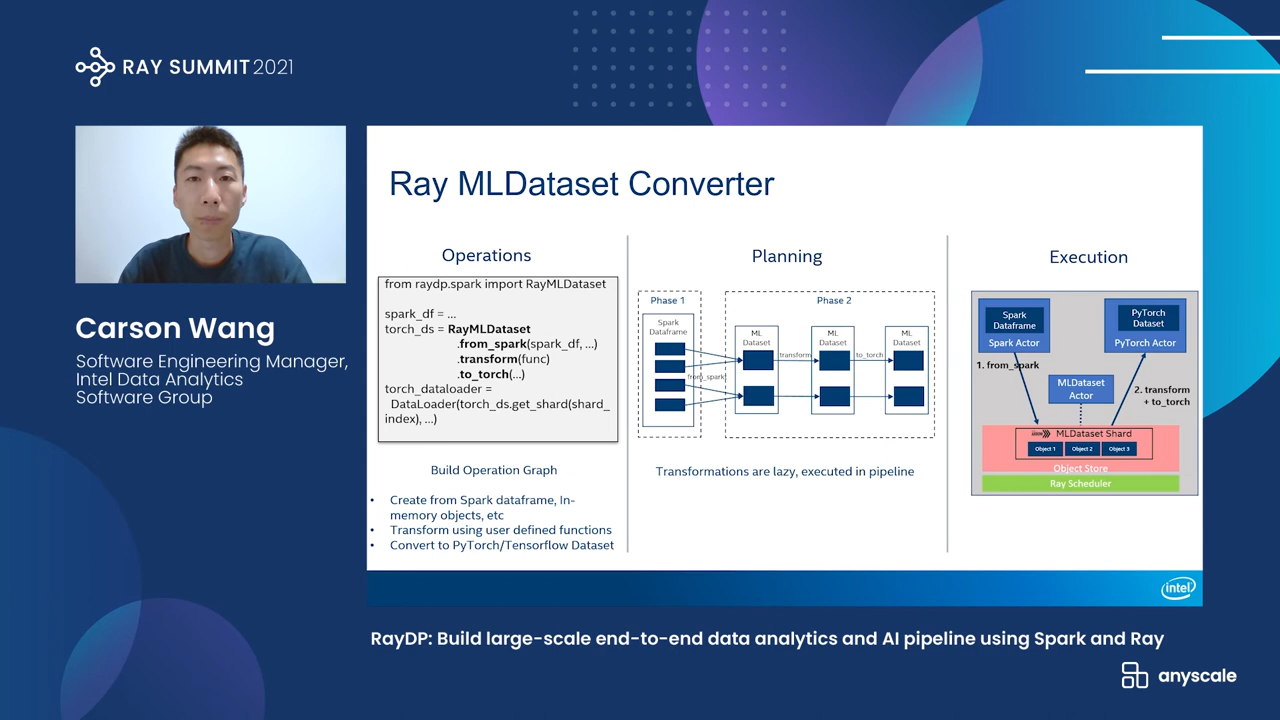 RAY SUMMIT 2021
Carson Wang
Software Engineering Manager,
Intel Data Analytics
Software Group
Ray MLDataset Converter
Operations
from raydp.spark import RayMLDataset
spark_df = ...
torch_ds = RayMLDataset
.from_spark(spark_df, ...)
.transform(func)
.to_torch(...)
torch_dataloader =
DataLoader(torch_ds.get_shard(shard_
index), ...)
Build Operation Graph
• Create from Spark dataframe, In-
memory objects, etc
• Transform using user defined functions
• Convert to PyTorch/Tensorflow Dataset
Planning
Phase 1
Spark
Dataframe
from_spark
Phase 2
ML
Dataset
transform
ML
Dataset
to_torch
ML
Dataset
Transformations are lazy, executed in pipeline
Execution
Spark
Dataframe
Spark Actor
PyTorch
Dataset
PyTorch Actor
1. from_spark
MLDataset
Actor
2. transform
+ to_torch
MLDataset Shard
Object 1
Object 2
Object 3
Object Store
Ray Scheduler
intel
RayDP: Build large-scale end-to-end data analytics and AI pipeline using Spark and Ray
anyscale